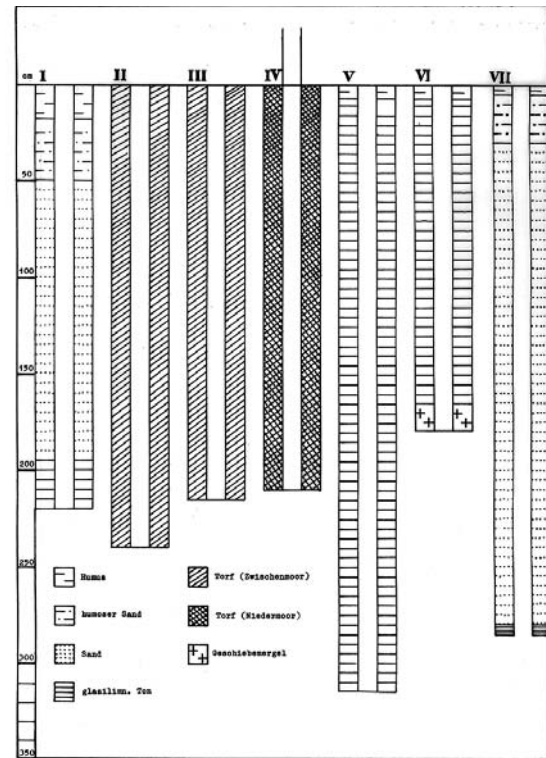 cm I II III IV V VI VII
50
100
150
200
250
300
350
Humus
humoser Sand
Sand
glazilimn. Ton
Torf (Zwischenmoor)
Torf (Niedermoor)
Geschiebemergel